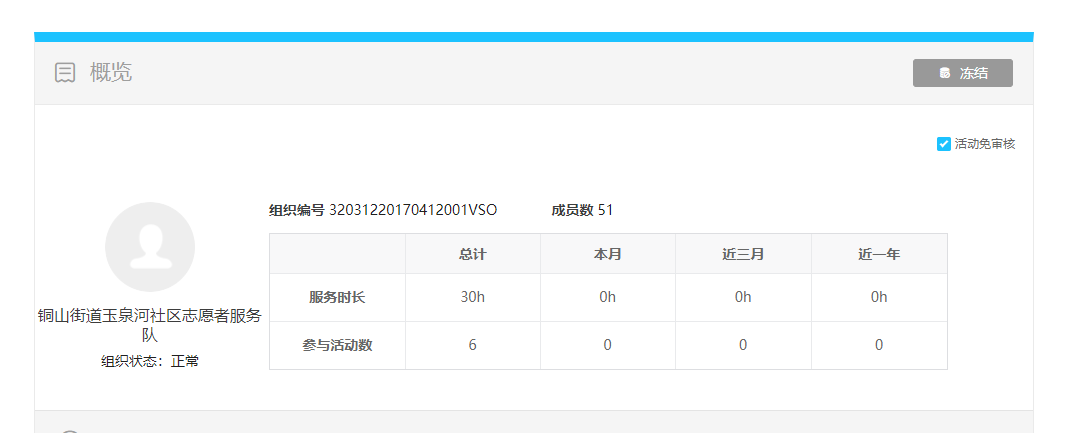 概览
冻结
活动免审核
组织编号 32031220170412001VSO 成员数 51
总计 本月 近三月 近一年
服务时长 30h 0h 0h 0h
参与活动数 6 0 0 0
铜山街道玉泉河社区志愿者服务
队
组织状态：正常